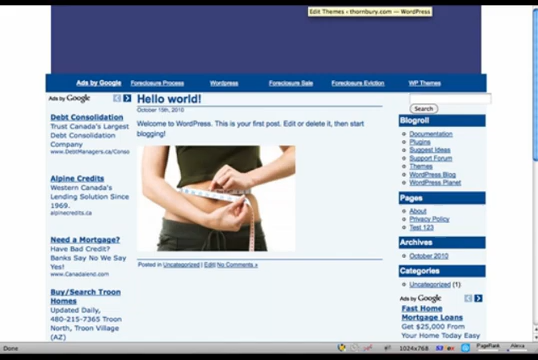 Edit Themes ‹ thornbury.com — WordPress
Ads by Google Foreclosure Process Wordpress Foreclosure Sale Foreclosure Eviction WP Themes
Ads by Google
Debt Consolidation
Trust Canada's Largest
Debt Consolidation
Company
www.DebtManagers.ca/Conso
Alpine Credits
Western Canada's
Lending Solution Since
1969.
alpinecredits.ca
Need a Mortgage?
Have Bad Credit?
Banks Say No We Say
Yes!
www.Canadalend.com
Buy/Search Troon
Homes
Updated Daily,
480-215-7365 Troon
North, Troon Village
(AZ)
Hello world!
October 15th, 2010
Welcome to WordPress. This is your first post. Edit or delete it, then start
blogging!
Posted in Uncategorized | Edit| No Comments »
Search
Blogroll
Documentation
Plugins
Suggest Ideas
Support Forum
Themes
WordPress Blog
WordPress Planet
Pages
About
Privacy Policy
Test 123
Archives
October 2010
Categories
Uncategorized (1)
Ads by Google
Fast Home
Mortgage Loans
Get $25,000 From
Your Home Today Easy
Done
1024x768
PageRank
Alexa